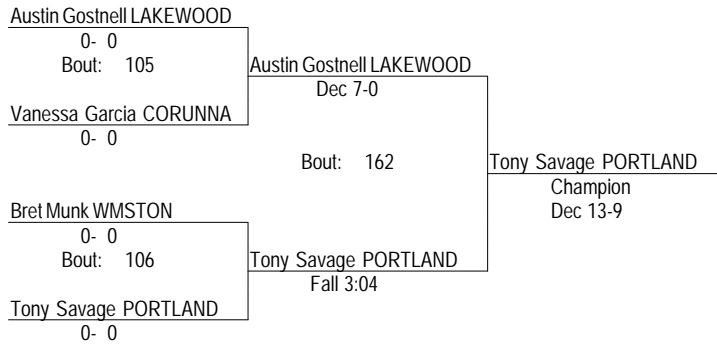 Austin Gostnell LAKEWOOD
0- 0
Bout: 105
Austin Gostnell LAKEWOOD
Dec 7-0
Vanessa Garcia CORUNNA
0- 0
Bout: 162
Tony Savage PORTLAND
Champion
Dec 13-9
Bret Munk WMSTON
0- 0
Bout: 106
Tony Savage PORTLAND
Fall 3:04
Tony Savage PORTLAND
0- 0